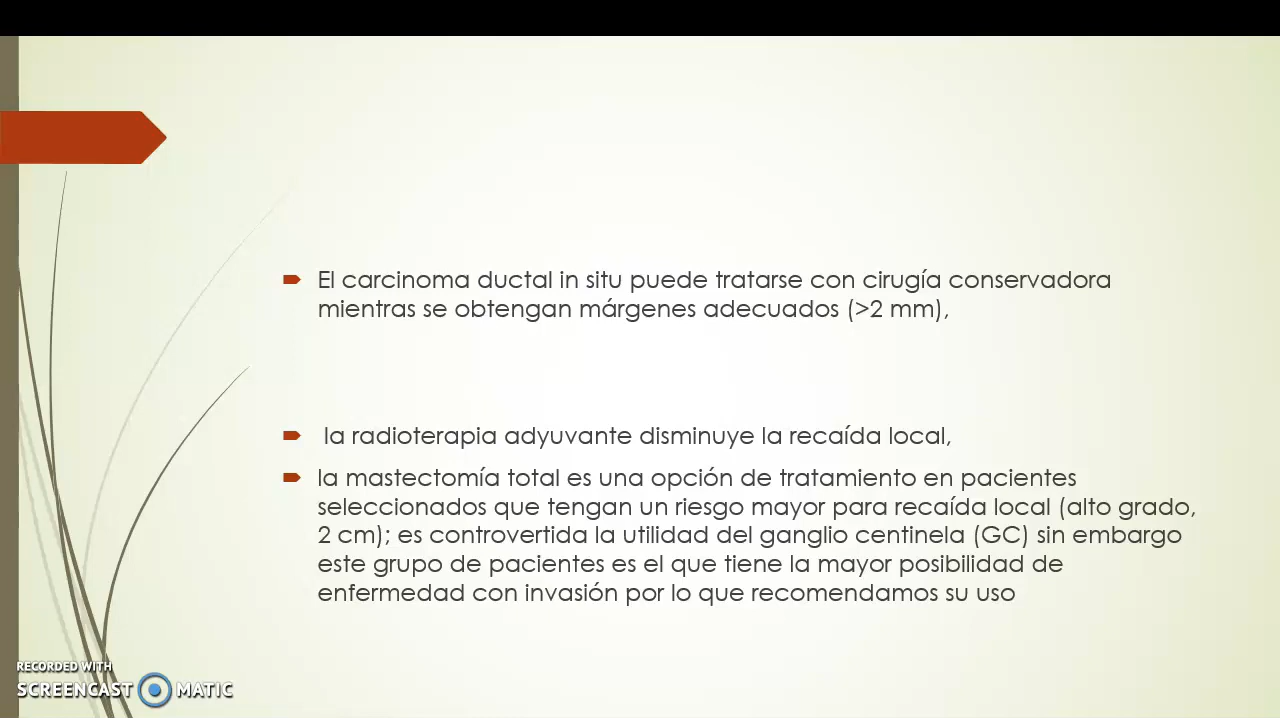 El carcinoma ductal in situ puede tratarse con cirugía conservadora
mientras se obtengan márgenes adecuados (>2 mm),
la radioterapia adyuvante disminuye la recaída local,
la mastectomía total es una opción de tratamiento en pacientes
seleccionados que tengan un riesgo mayor para recaída local (alto grado,
2 cm); es controvertida la utilidad del ganglio centinela (GC) sin embargo
este grupo de pacientes es el que tiene la mayor posibilidad de
enfermedad con invasión por lo que recomendamos su uso
RECORDED WITH
SCREENCAST MATIC